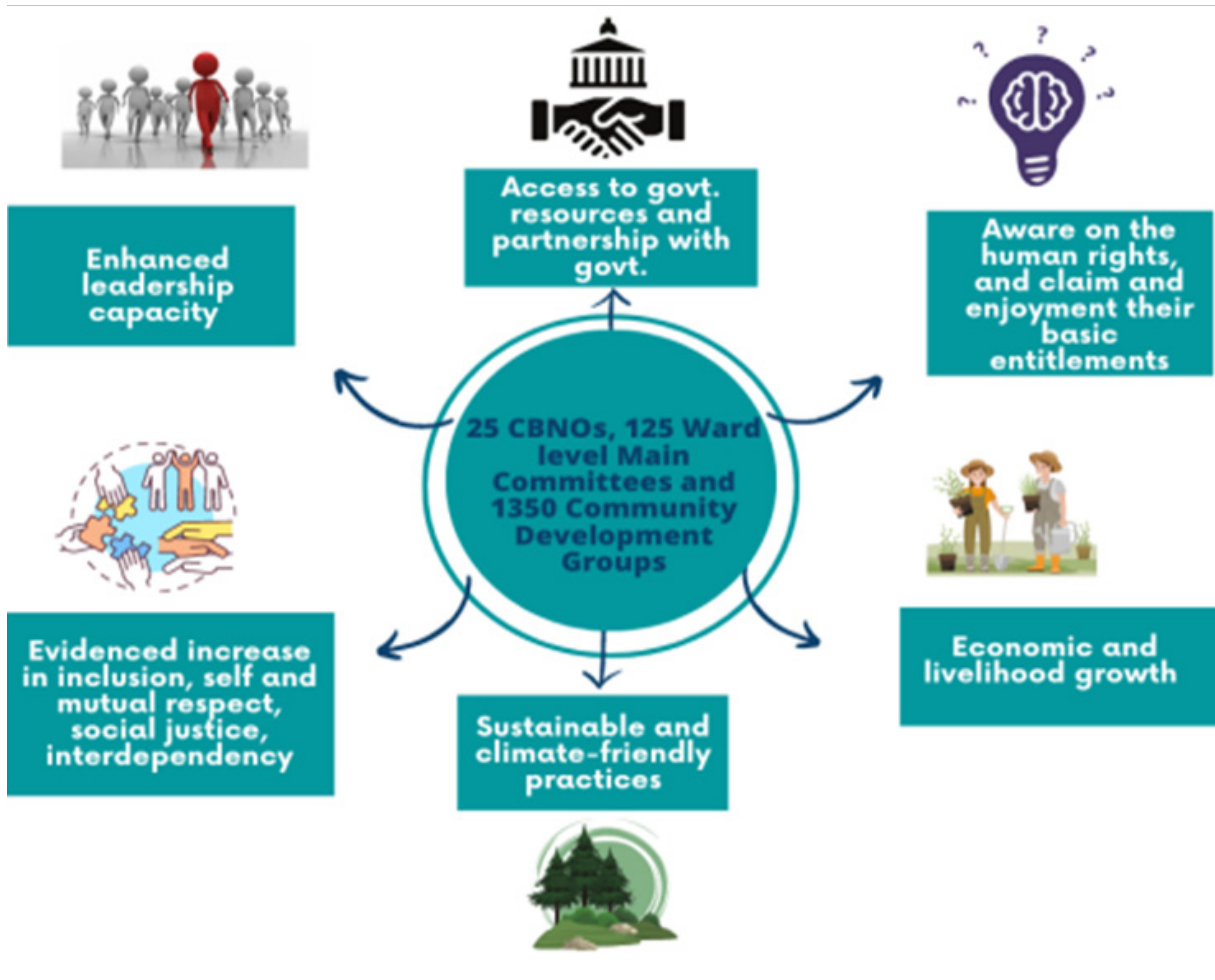 Access to govt.
resources and
partnership with
govt.
Enhanced
leadership
capacity
Aware on the
human rights,
and claim and
enjoyment their
basic
entitlements
25 CBNOs, 125 Ward
level Main
Committees and
1350 Community
Development
Groups
Evidenced increase
in inclusion, self and
mutual respect,
social justice,
interdependency
Economic and
livelihood growth
Sustainable and
climate-friendly
practices
? ? ? ? ?